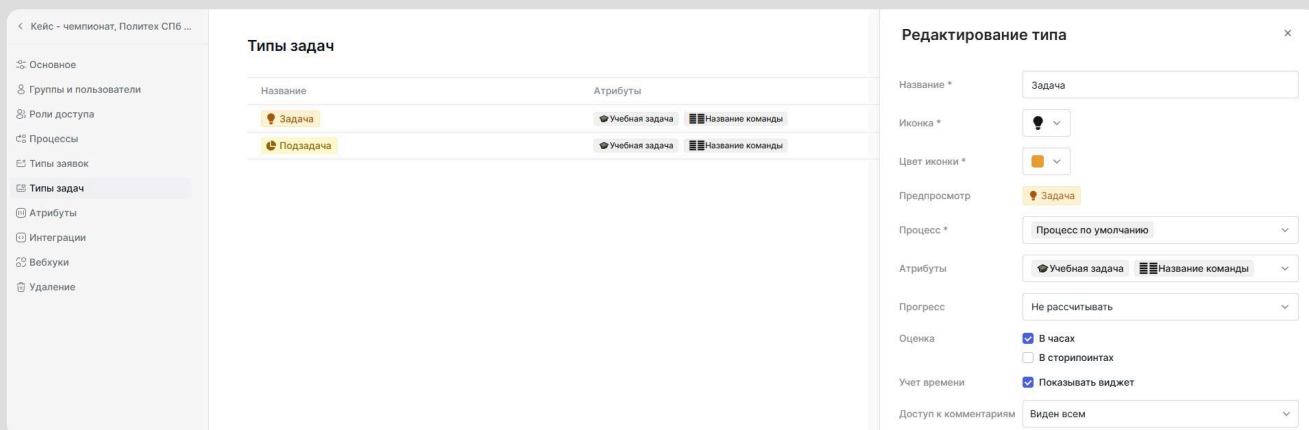 Кейс - чемпионат, Политех СПб ...
Основное
Группы и пользователи
Роли доступа
Процессы
Типы заявок
Типы задач
Атрибуты
Интеграции
Вебхуки
Удаление
Типы задач
Название Атрибуты
Задача Учебная задача Название команды
Подзадача Учебная задача Название команды
Редактирование типа
Название * Задача
Иконка *
Цвет иконки *
Предпросмотр Задача
Процесс * Процесс по умолчанию
Атрибуты Учебная задача Название команды
Прогресс Не рассчитывать
Оценка В часах
В сторипоинтах
Учет времени Показывать виджет
Доступ к комментариям Виден всем